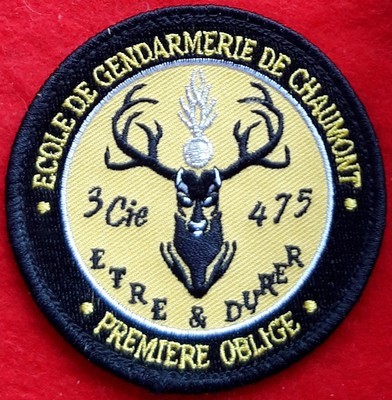 ECOLE DE GENDARMERIE DE CHAUMONT
3 Cie 475
ETRE & DURER
PREMIERE OBLIGE